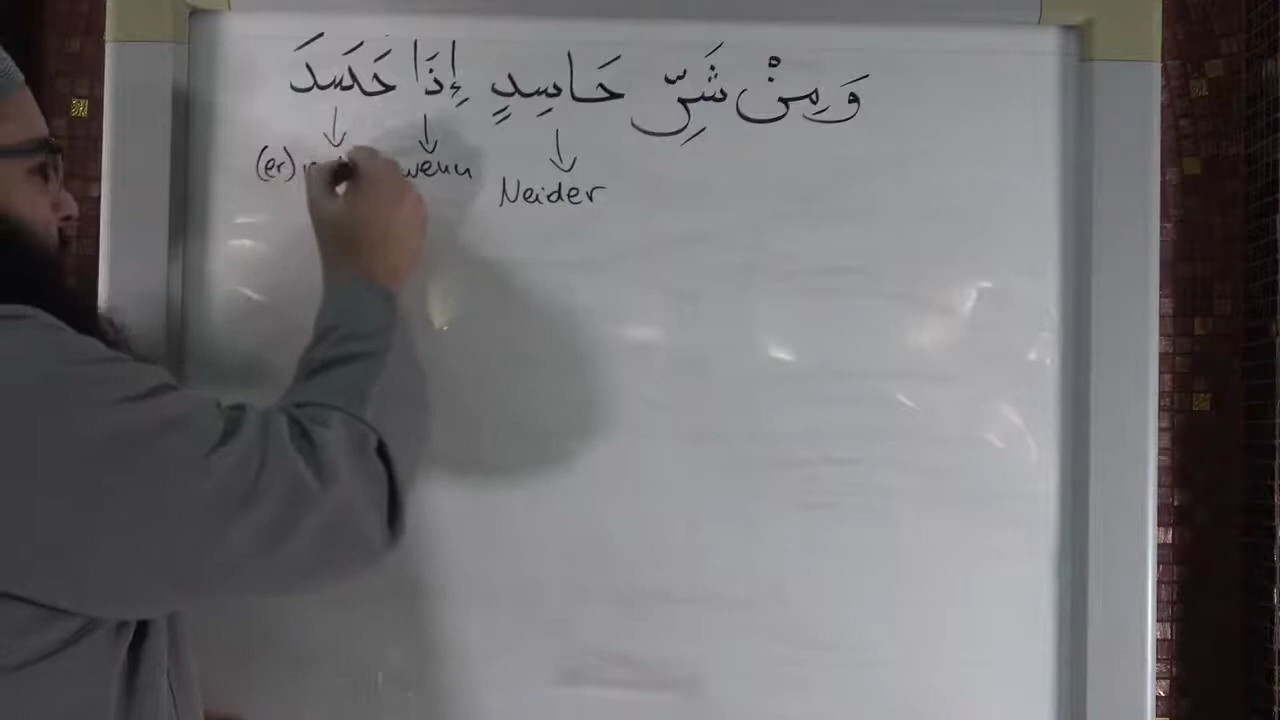 وَمِنْ شَرِّ حَاسِدٍ إِذَا حَسَدَ
(er) wenn Neider